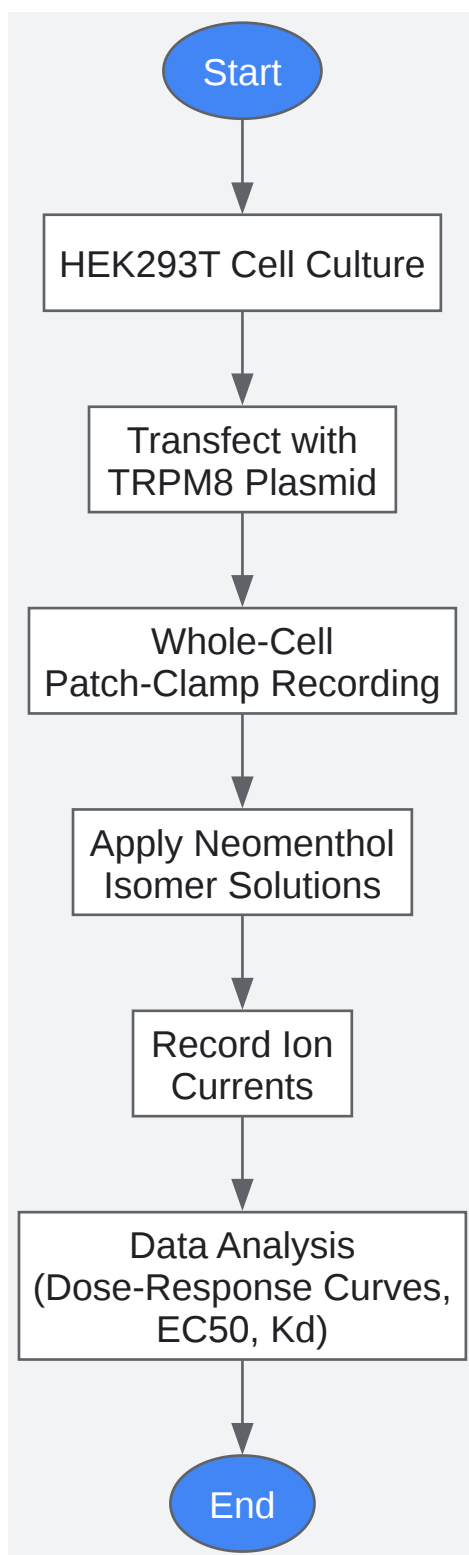 Start
HEK293T Cell Culture
Transfect with
TRPM8 Plasmid
Whole-Cell
Patch-Clamp Recording
Apply Neomenthol
Isomer Solutions
Record Ion
Currents
Data Analysis
(Dose-Response Curves,
EC50, Kd)
End